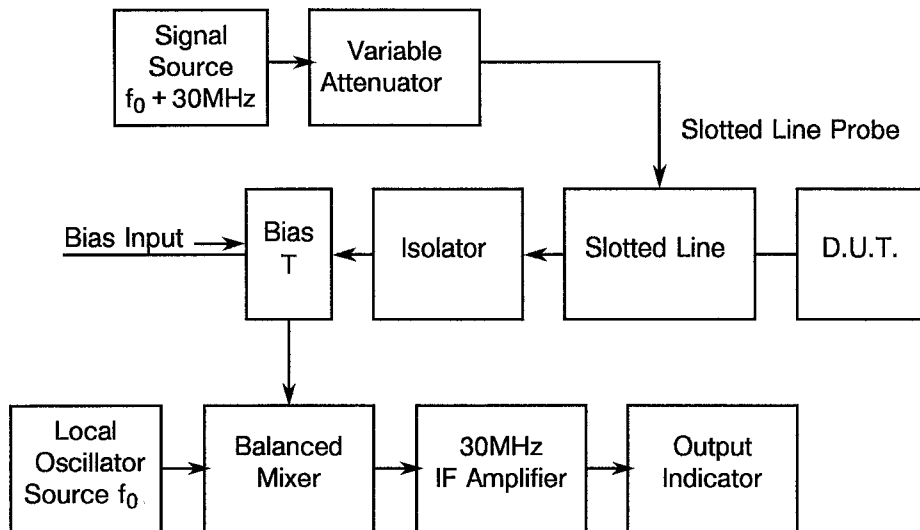 Signal
Source
f₀ + 30MHz
Variable
Attenuator
Slotted Line Probe
Bias Input
Bias
T
Isolator
Slotted Line
D.U.T.
Local
Oscillator
Source f₀
Balanced
Mixer
30MHz
IF Amplifier
Output
Indicator